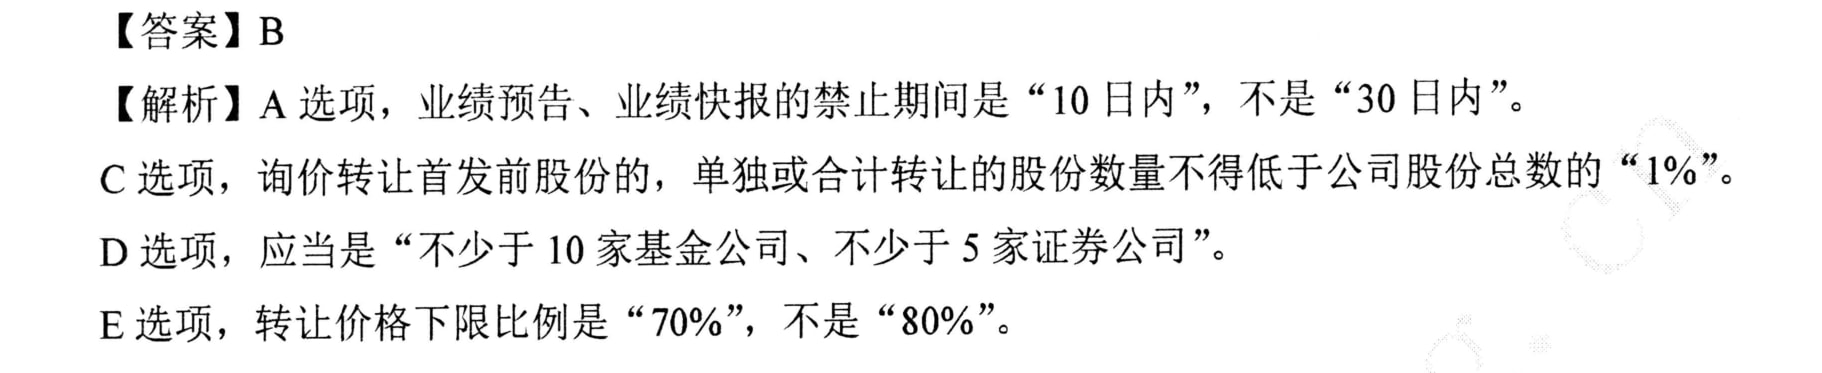 【答案】B
【解析】A 选项，业绩预告、业绩快报的禁止期间是“10 日内”，不是“30 日内”。
C 选项，询价转让首发前股份的，单独或合计转让的股份数量不得低于公司股份总数的“1%”。
D 选项，应当是“不少于 10 家基金公司、不少于 5 家证券公司”。
E 选项，转让价格下限比例是“70%”，不是“80%”。